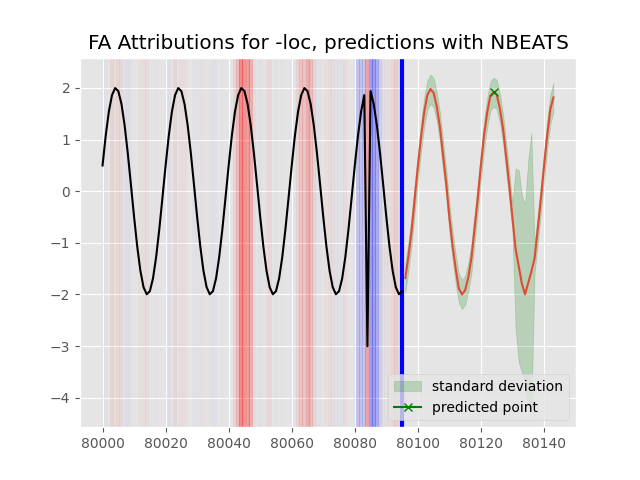 FA Attributions for -loc, predictions with NBEATS
2
1
0
−1
−2
−3
−4
standard deviation
predicted point
80000 80020 80040 80060 80080 80100 80120 80140